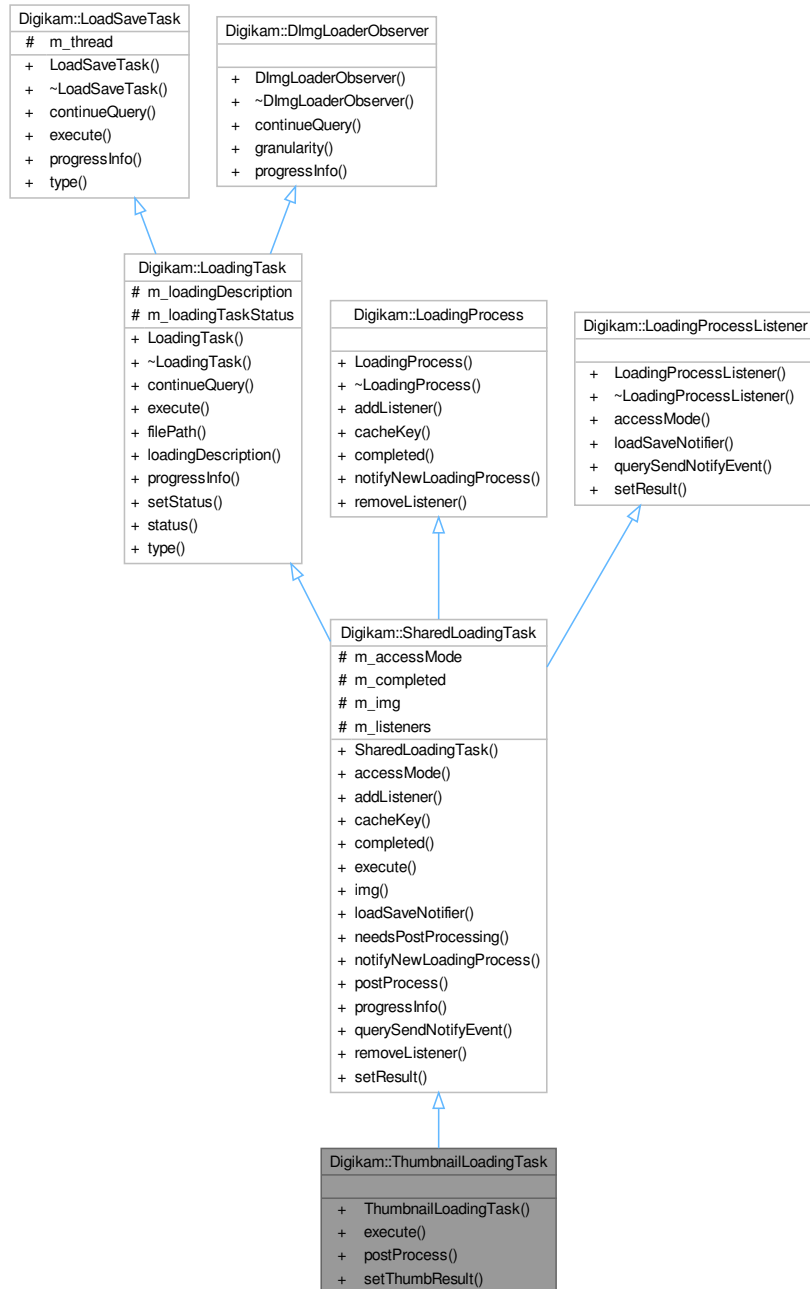 Digikam::LoadSaveTask
# m_thread
+ LoadSaveTask()
+ ~LoadSaveTask()
+ continueQuery()
+ execute()
+ progressInfo()
+ type()
Digikam::DImgLoaderObserver
+ DImgLoaderObserver()
+ ~DImgLoaderObserver()
+ continueQuery()
+ granularity()
+ progressInfo()
Digikam::LoadingTask
# m_loadingDescription
# m_loadingTaskStatus
+ LoadingTask()
+ ~LoadingTask()
+ continueQuery()
+ execute()
+ filePath()
+ loadingDescription()
+ progressInfo()
+ setStatus()
+ status()
+ type()
Digikam::LoadingProcess
+ LoadingProcess()
+ ~LoadingProcess()
+ addListener()
+ cacheKey()
+ completed()
+ notifyNewLoadingProcess()
+ removeListener()
Digikam::LoadingProcessListener
+ LoadingProcessListener()
+ ~LoadingProcessListener()
+ accessMode()
+ loadSaveNotifier()
+ querySendNotifyEvent()
+ setResult()
Digikam::SharedLoadingTask
# m_accessMode
# m_completed
# m_img
# m_listeners
+ SharedLoadingTask()
+ accessMode()
+ addListener()
+ cacheKey()
+ completed()
+ execute()
+ img()
+ loadSaveNotifier()
+ needsPostProcessing()
+ notifyNewLoadingProcess()
+ postProcess()
+ progressInfo()
+ querySendNotifyEvent()
+ removeListener()
+ setResult()
Digikam::ThumbnailLoadingTask
+ ThumbnailLoadingTask()
+ execute()
+ postProcess()
+ setThumbResult()